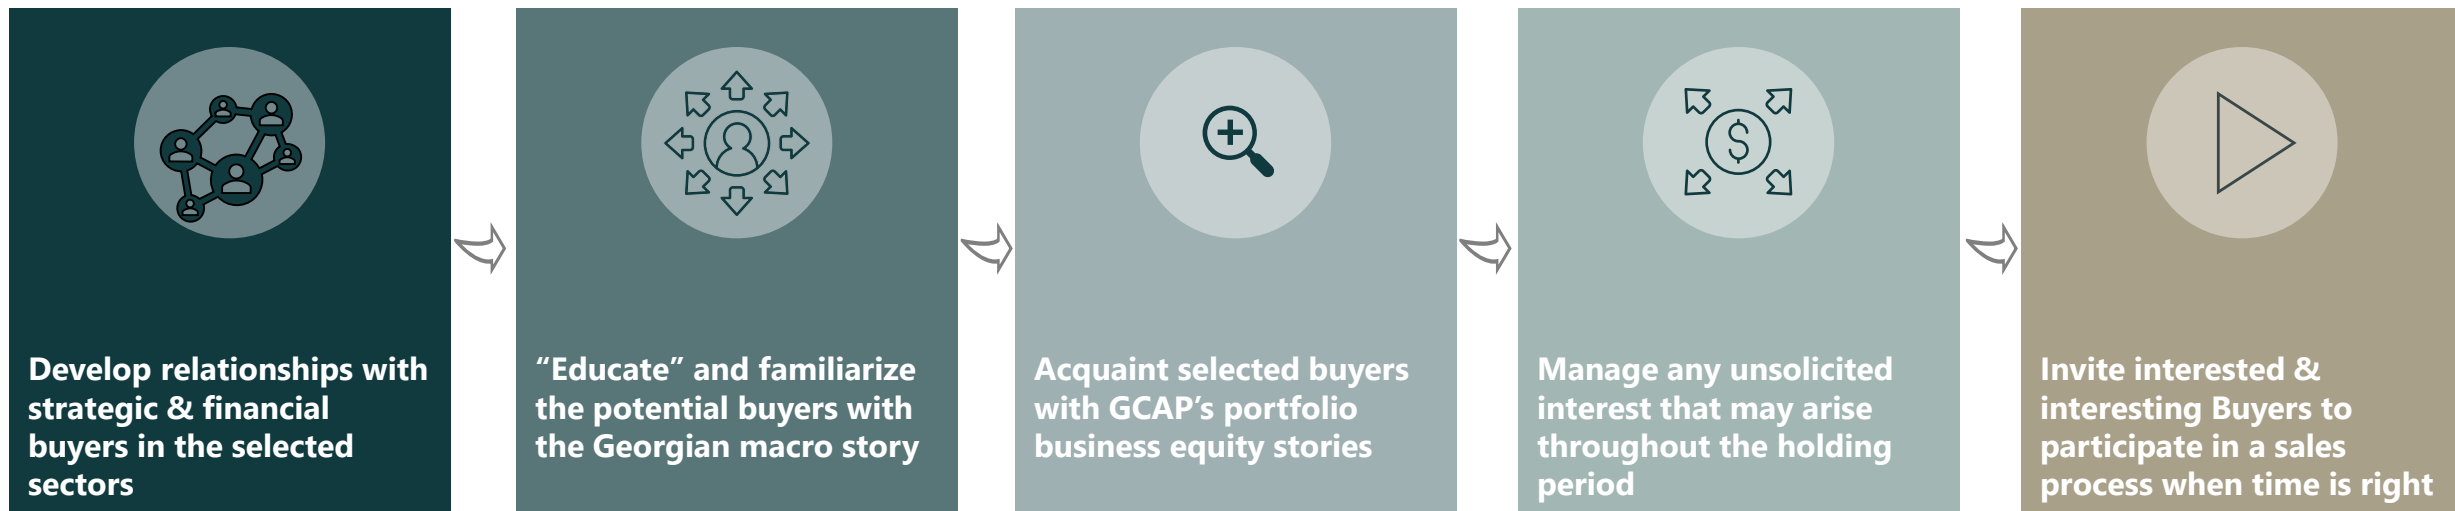 Develop relationships with
strategic & financial
buyers in the selected
sectors
“Educate” and familiarize
the potential buyers with
the Georgian macro story
Acquaint selected buyers
with GCAP’s portfolio
business equity stories
Manage any unsolicited
interest that may arise
throughout the holding
period
Invite interested &
interesting Buyers to
participate in a sales
process when time is right